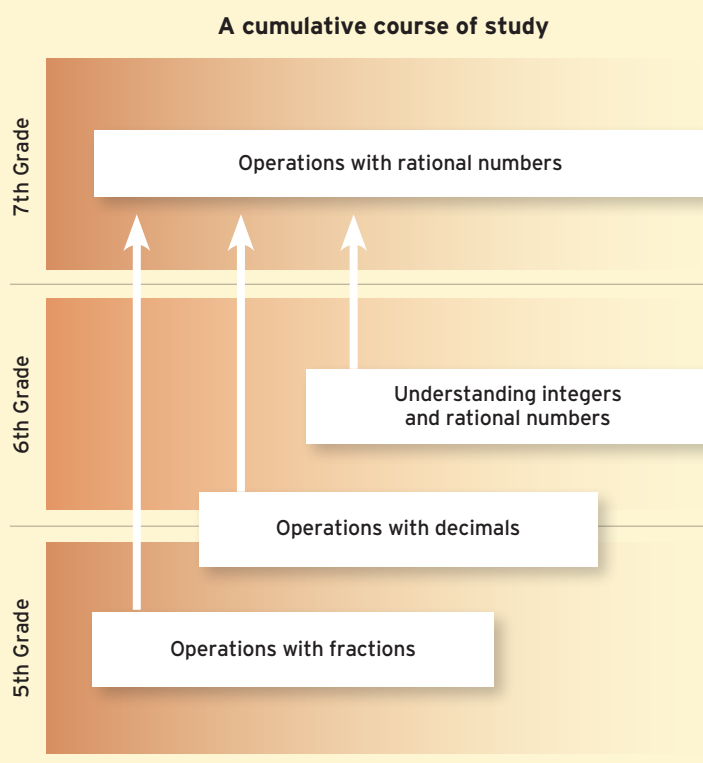 A cumulative course of study
7th Grade
Operations with rational numbers
6th Grade
Understanding integers
and rational numbers
Operations with decimals
5th Grade
Operations with fractions